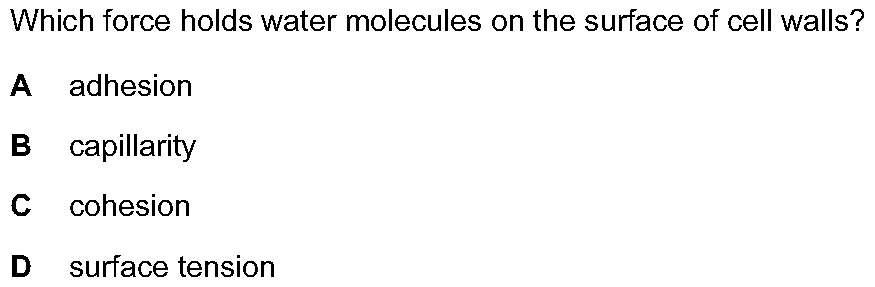 Which force holds water molecules on the surface of cell walls?
A adhesion
B capillarity
C cohesion
D surface tension